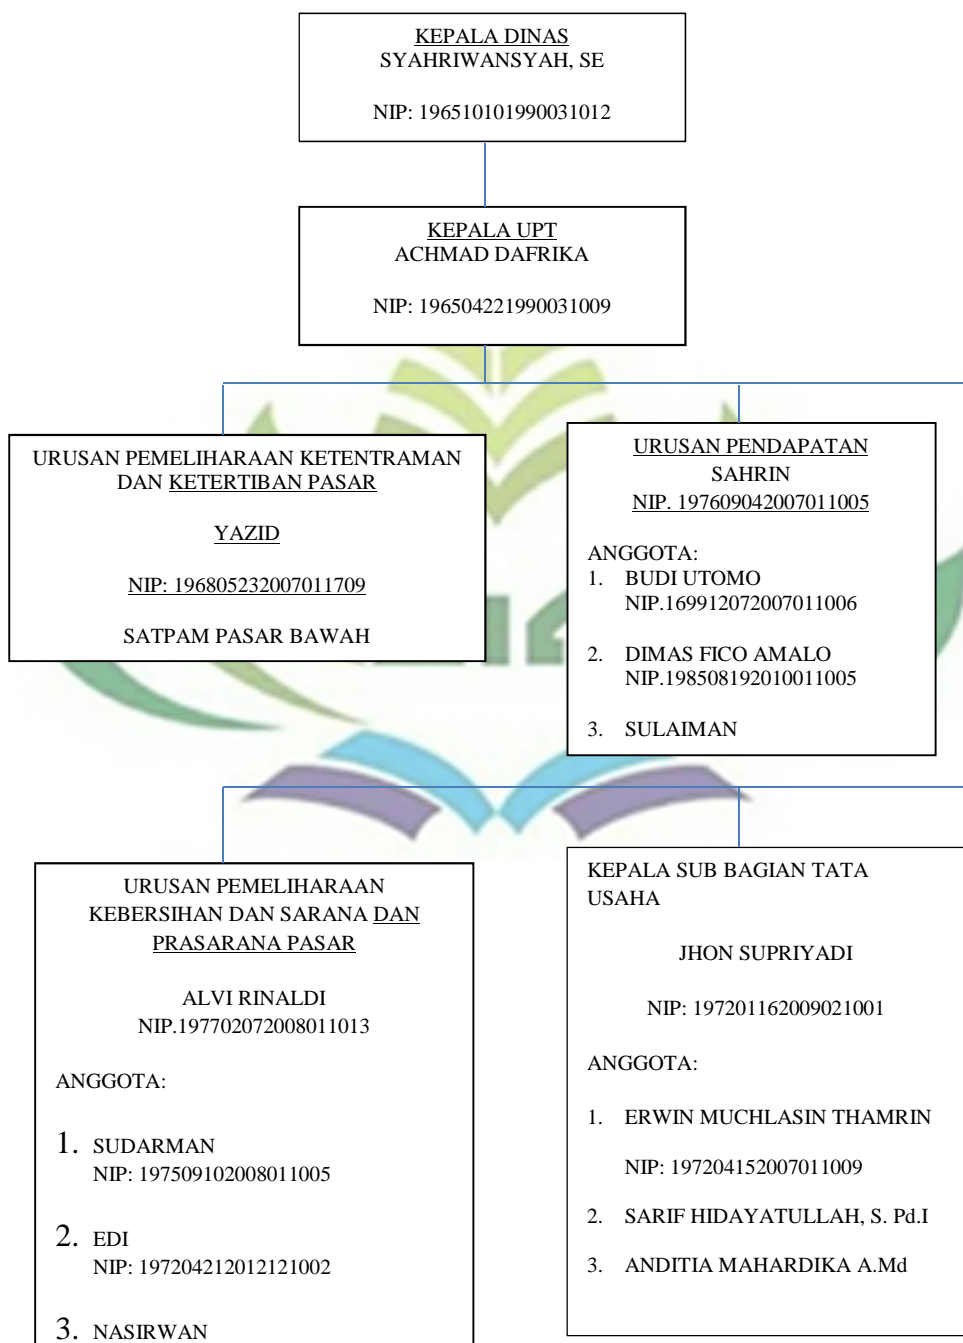 KEPALA DINAS
SYAHRIWANSYAH, SE
NIP: 196510101990031012
KEPALA UPT
ACHMAD DAFRIKA
NIP: 196504221990031009
URUSAN PEMELIHARAAN KETENTRAMAN
DAN KETERTIBAN PASAR
YAZID
NIP: 196805232007011709
SATPAM PASAR BAWAH
URUSAN PENDAPATAN
SAHRIN
NIP. 197609042007011005
ANGGOTA:
1. BUDI UTOMO
NIP.169912072007011006
2. DIMAS FICO AMALO
NIP.198508192010011005
3. SULAIMAN
URUSAN PEMELIHARAAN
KEBERSIHAN DAN SARANA DAN
PRASARANA PASAR
ALVI RINALDI
NIP.197702072008011013
ANGGOTA:
1. SUDARMAN
NIP: 197509102008011005
2. EDI
NIP: 197204212012121002
3. NASIRWAN
KEPALA SUB BAGIAN TATA
USAHA
JHON SUPRIYADI
NIP: 197201162009021001
ANGGOTA:
1. ERWIN MUCHLASIN THAMRIN
NIP: 197204152007011009
2. SARIF HIDAYATULLAH, S. Pd.I
3. ANDITIA MAHARDIKA A.Md